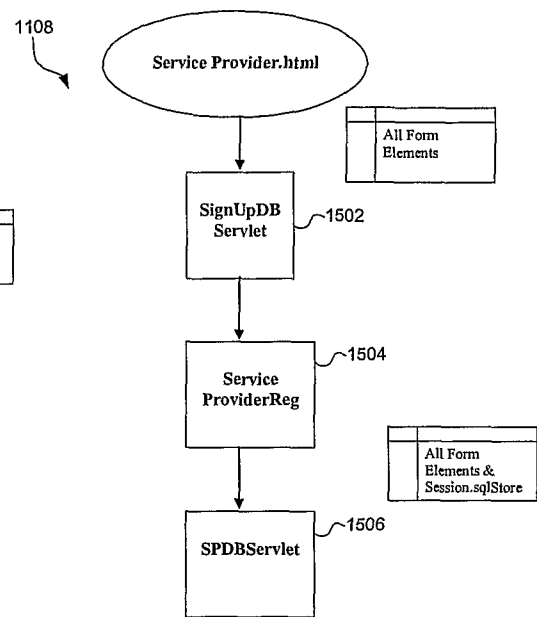 1108
Service Provider.html
All Form
Elements
SignUpDB
Servlet
1502
1504
Service
ProviderReg
All Form
Elements &
Session.sqlStore
1506
SPDBServlet